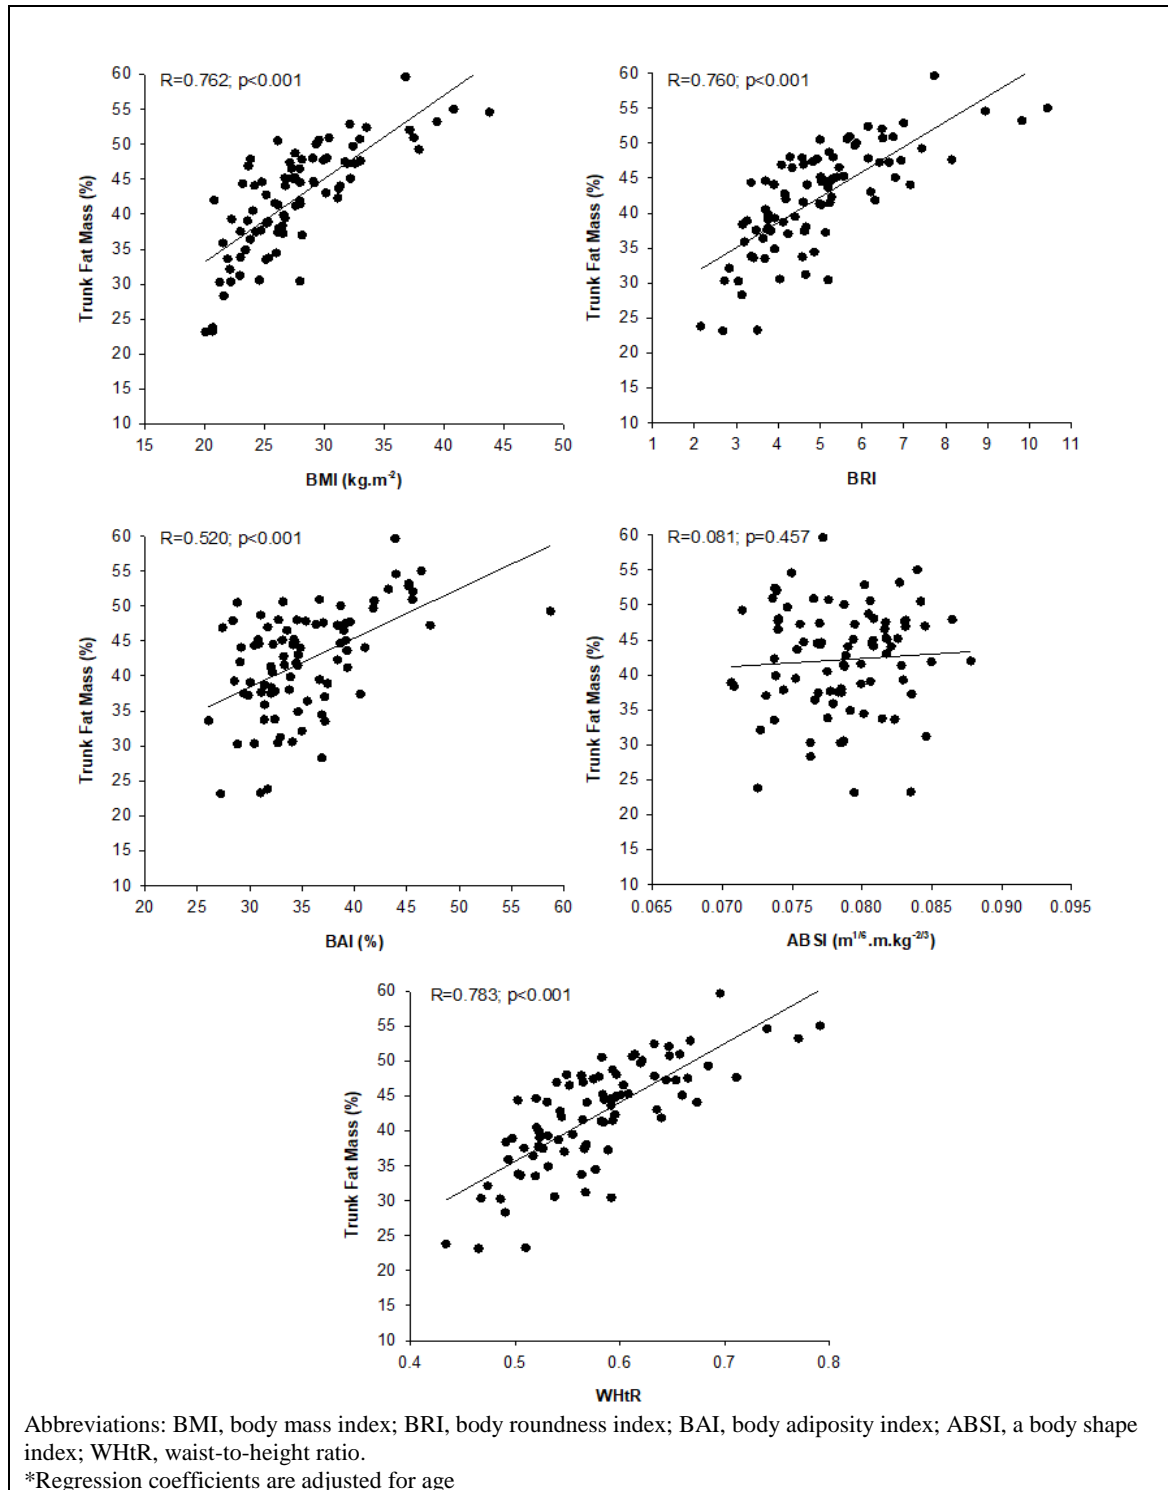 R=0.762; p<0.001
60
55
50
45
40
35
30
25
20
15
10
Trunk Fat Mass (%)
15 20 25 30 35 40 45 50
BMI (kg.m⁻²)
R=0.760; p<0.001
60
55
50
45
40
35
30
25
20
15
10
Trunk Fat Mass (%)
1 2 3 4 5 6 7 8 9 10 11
BRI
R=0.520; p<0.001
60
55
50
45
40
35
30
25
20
15
10
Trunk Fat Mass (%)
20 25 30 35 40 45 50 55 60
BAI (%)
R=0.081; p=0.457
60
55
50
45
40
35
30
25
20
15
10
Trunk Fat Mass (%)
0.065 0.070 0.075 0.080 0.085 0.090 0.095
ABSI (m¹ᐟ⁶.m.kg⁻²ᐟ³)
R=0.783; p<0.001
60
55
50
45
40
35
30
25
20
15
10
Trunk Fat Mass (%)
0.4 0.5 0.6 0.7 0.8
WHtR
Abbreviations: BMI, body mass index; BRI, body roundness index; BAI, body adiposity index; ABSI, a body shape
index; WHtR, waist-to-height ratio.
*Regression coefficients are adjusted for age